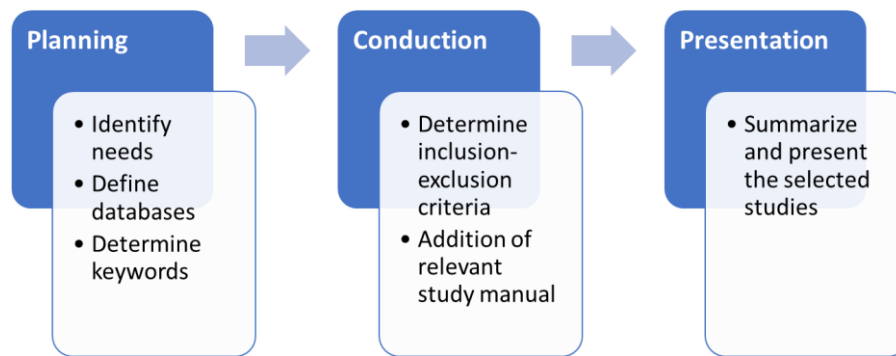 Planning
• Identify
needs
• Define
databases
• Determine
keywords
Conduction
• Determine
inclusion-
exclusion
criteria
• Addition of
relevant
study manual
Presentation
• Summarize
and present
the selected
studies